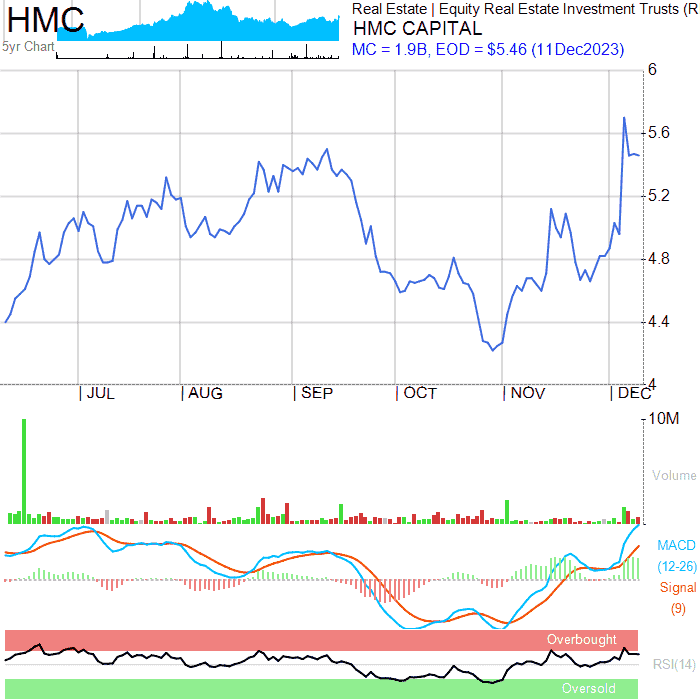 HMC
5yr Chart
Real Estate | Equity Real Estate Investment Trusts (R
HMC CAPITAL
MC = 1.9B, EOD = $5.46 (11Dec2023)
6
5.6
5.2
4.8
4.4
4
JUL
AUG
SEP
OCT
NOV
DEC
10M
Volume
MACD
(12-26)
Signal
(9)
Overbought
RSI(14)
Oversold